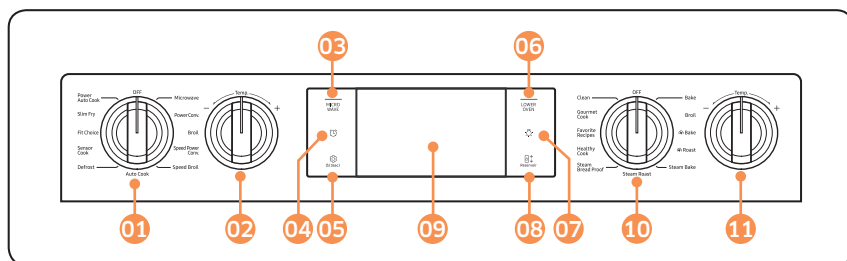 03
06
OFF
Power
Auto Cook
Microwave
Slim Fry
Power Conv.
Fit Choice
Broil
Sensor
Cook
Speed Power
Conv.
Defrost
Speed Broil
Auto Cook
Temp.
− +
MICRO
WAVE
(3 sec)
LOWER
OVEN
Reservoir
OFF
Clean
Bake
Gourmet
Cook
Broil
Favorite
Recipes
Bake
Healthy
Cook
Roast
Steam
Bread Proof
Steam Bake
Steam Roast
Temp.
− +
01
02
04
05
09
08
07
10
11